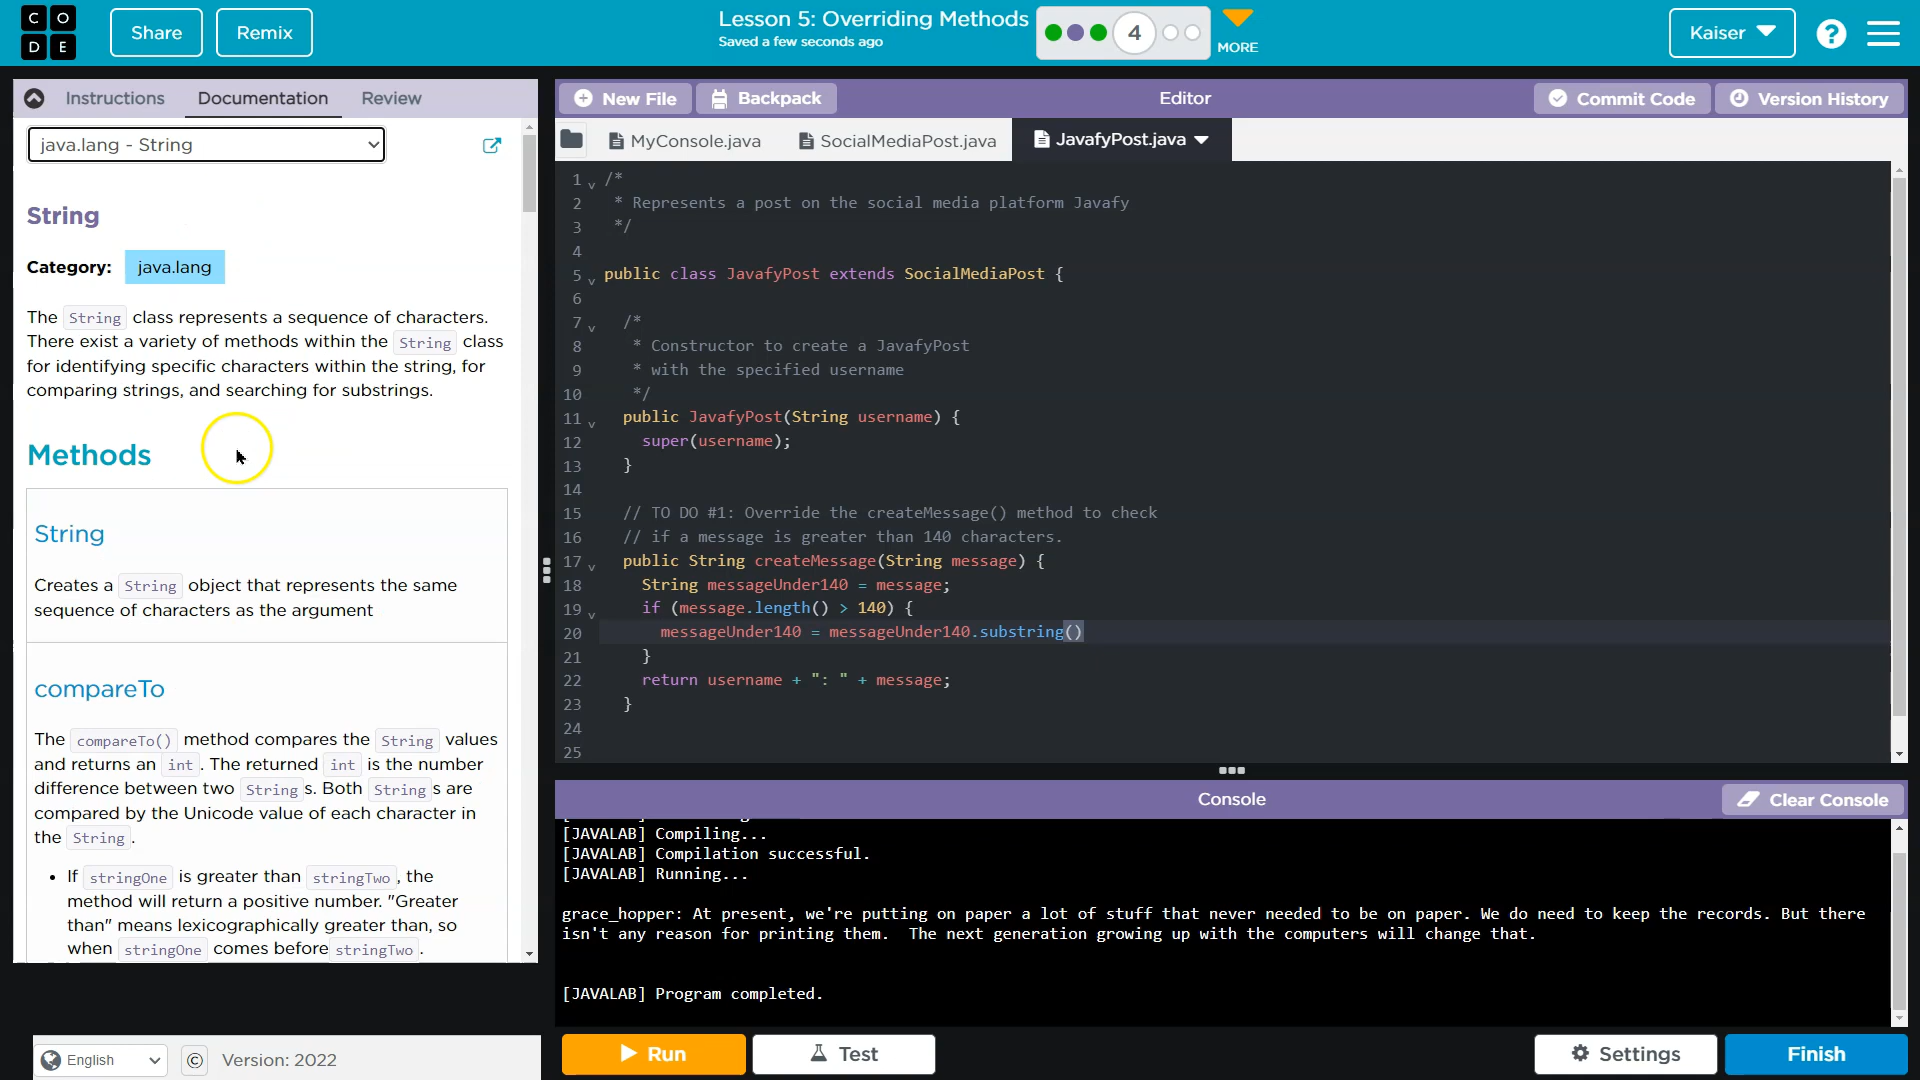 C O
D E
Share
Remix
Lesson 5: Overriding Methods
Saved a few seconds ago
4
MORE
Kaiser
?
Instructions
Documentation
Review
java.lang - String
String
Category: java.lang
The String class represents a sequence of characters.
There exist a variety of methods within the String class
for identifying specific characters within the string, for
comparing strings, and searching for substrings.
Methods
String
Creates a String object that represents the same
sequence of characters as the argument
compareTo
The compareTo() method compares the String values
and returns an int. The returned int is the number
difference between two Strings. Both Strings are
compared by the Unicode value of each character in
the String.
• If stringOne is greater than stringTwo, the
method will return a positive number. "Greater
than" means lexicographically greater than, so
when stringOne comes before stringTwo.
English
© Version: 2022
New File
Backpack
Editor
Commit Code
Version History
MyConsole.java
SocialMediaPost.java
JavafyPost.java
1 /*
2 * Represents a post on the social media platform Javafy
3 */
4
5 public class JavafyPost extends SocialMediaPost {
6
7 /*
8 * Constructor to create a JavafyPost
9 * with the specified username
10 */
11 public JavafyPost(String username) {
12 super(username);
13 }
14
15 // TO DO #1: Override the createMessage() method to check
16 // if a message is greater than 140 characters.
17 public String createMessage(String message) {
18 String messageUnder140 = message;
19 if (message.length() > 140) {
20 messageUnder140 = messageUnder140.substring()
21 }
22 return username + ": " + message;
23 }
24
25
Console
Clear Console
[JAVALAB] Compiling...
[JAVALAB] Compilation successful.
[JAVALAB] Running...
grace_hopper: At present, we're putting on paper a lot of stuff that never needed to be on paper. We do need to keep the records. But there
isn't any reason for printing them.  The next generation growing up with the computers will change that.
[JAVALAB] Program completed.
Run
Test
Settings
Finish